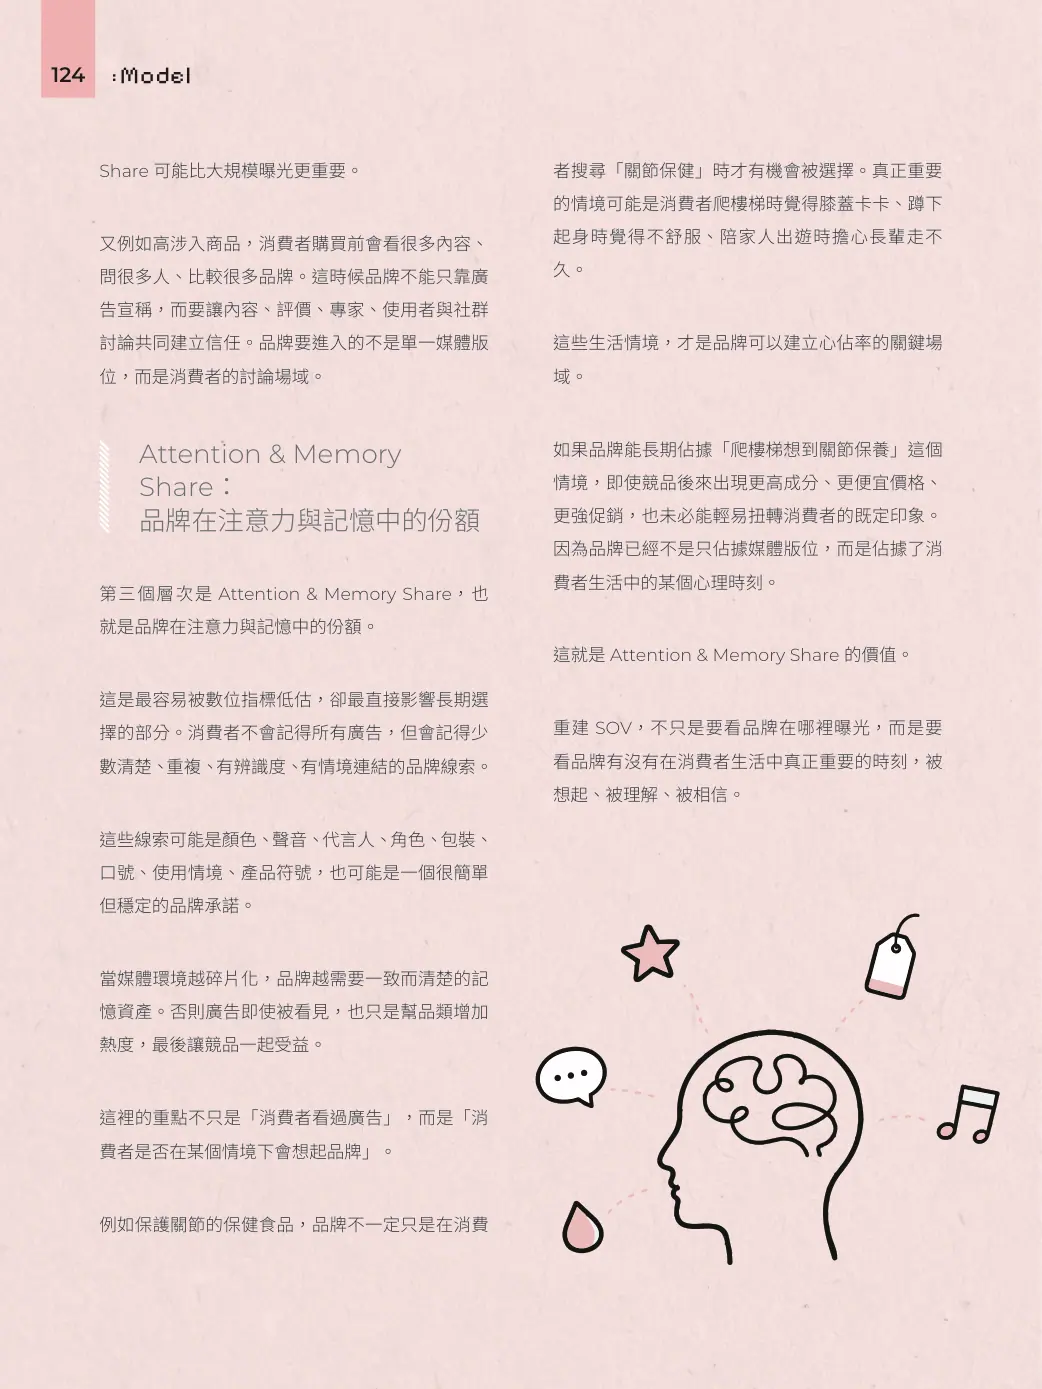 124
:Model
Share 可能比大規模曝光更重要。
又例如高涉入商品，消費者購買前會看很多內容、
問很多人、比較很多品牌。這時候品牌不能只靠廣
告宣稱，而要讓內容、評價、專家、使用者與社群
討論共同建立信任。品牌要進入的不是單一媒體版
位，而是消費者的討論場域。
Attention & Memory
Share：
品牌在注意力與記憶中的份額
第三個層次是 Attention & Memory Share，也
就是品牌在注意力與記憶中的份額。
這是最容易被數位指標低估，卻最直接影響長期選
擇的部分。消費者不會記得所有廣告，但會記得少
數清楚、重複、有辨識度、有情境連結的品牌線索。
這些線索可能是顏色、聲音、代言人、角色、包裝、
口號、使用情境、產品符號，也可能是一個很簡單
但穩定的品牌承諾。
當媒體環境越碎片化，品牌越需要一致而清楚的記
憶資產。否則廣告即使被看見，也只是幫品類增加
熱度，最後讓競品一起受益。
這裡的重點不只是「消費者看過廣告」，而是「消
費者是否在某個情境下會想起品牌」。
例如保護關節的保健食品，品牌不一定只是在消費
者搜尋「關節保健」時才有機會被選擇。真正重要
的情境可能是消費者爬樓梯時覺得膝蓋卡卡、蹲下
起身時覺得不舒服、陪家人出遊時擔心長輩走不
久。
這些生活情境，才是品牌可以建立心佔率的關鍵場
域。
如果品牌能長期佔據「爬樓梯想到關節保養」這個
情境，即使競品後來出現更高成分、更便宜價格、
更強促銷，也未必能輕易扭轉消費者的既定印象。
因為品牌已經不是只佔據媒體版位，而是佔據了消
費者生活中的某個心理時刻。
這就是 Attention & Memory Share 的價值。
重建 SOV，不只是要看品牌在哪裡曝光，而是要
看品牌有沒有在消費者生活中真正重要的時刻，被
想起、被理解、被相信。